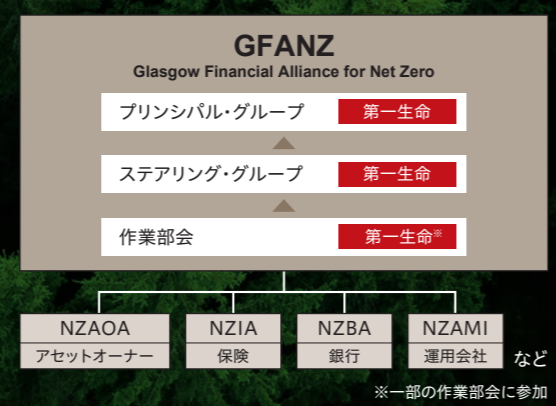 GFANZ
Glasgow Financial Alliance for Net Zero
プリンシパル・グループ 第一生命
ステアリング・グループ 第一生命
作業部会 第一生命※
NZAOA NZIA NZBA NZAMI
アセットオーナー 保険 銀行 運用会社 など
※一部の作業部会に参加